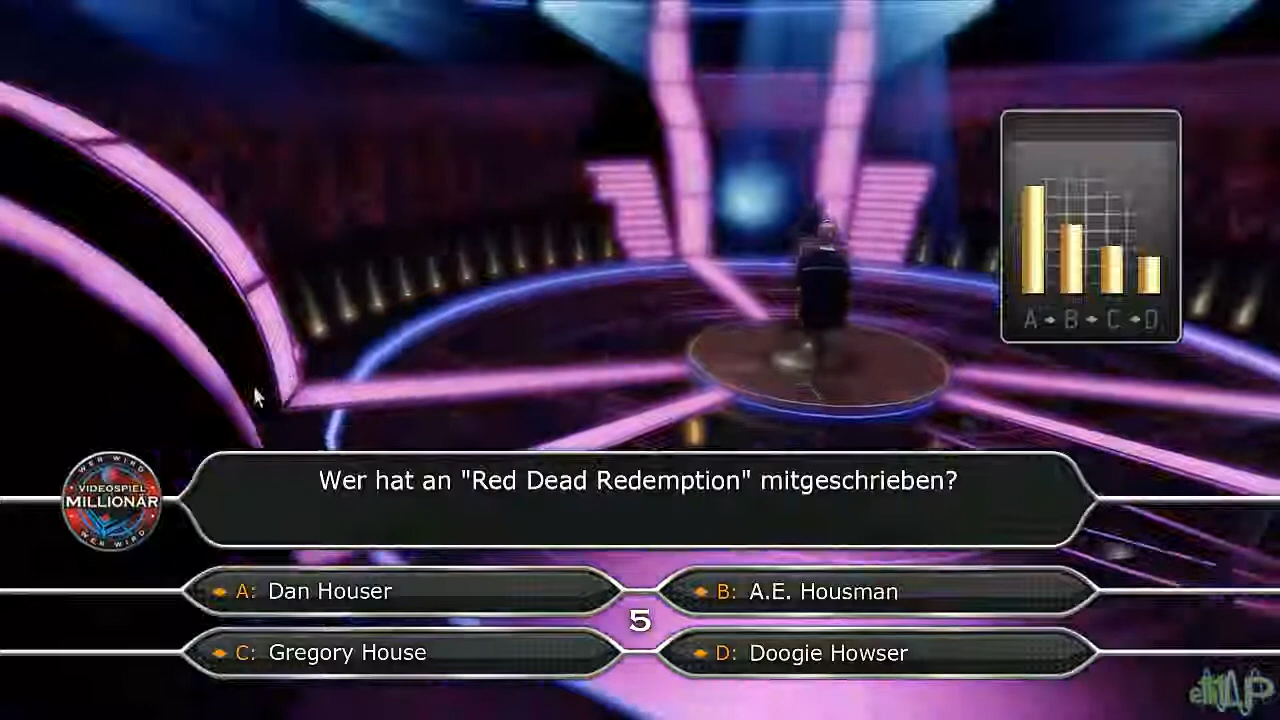 A B C D
Wer hat an "Red Dead Redemption" mitgeschrieben?
WER WIRD
VIDEOSPIEL
MILLIONÄR
WER WIRD
A: Dan Houser
B: A.E. Housman
5
C: Gregory House
D: Doogie Howser